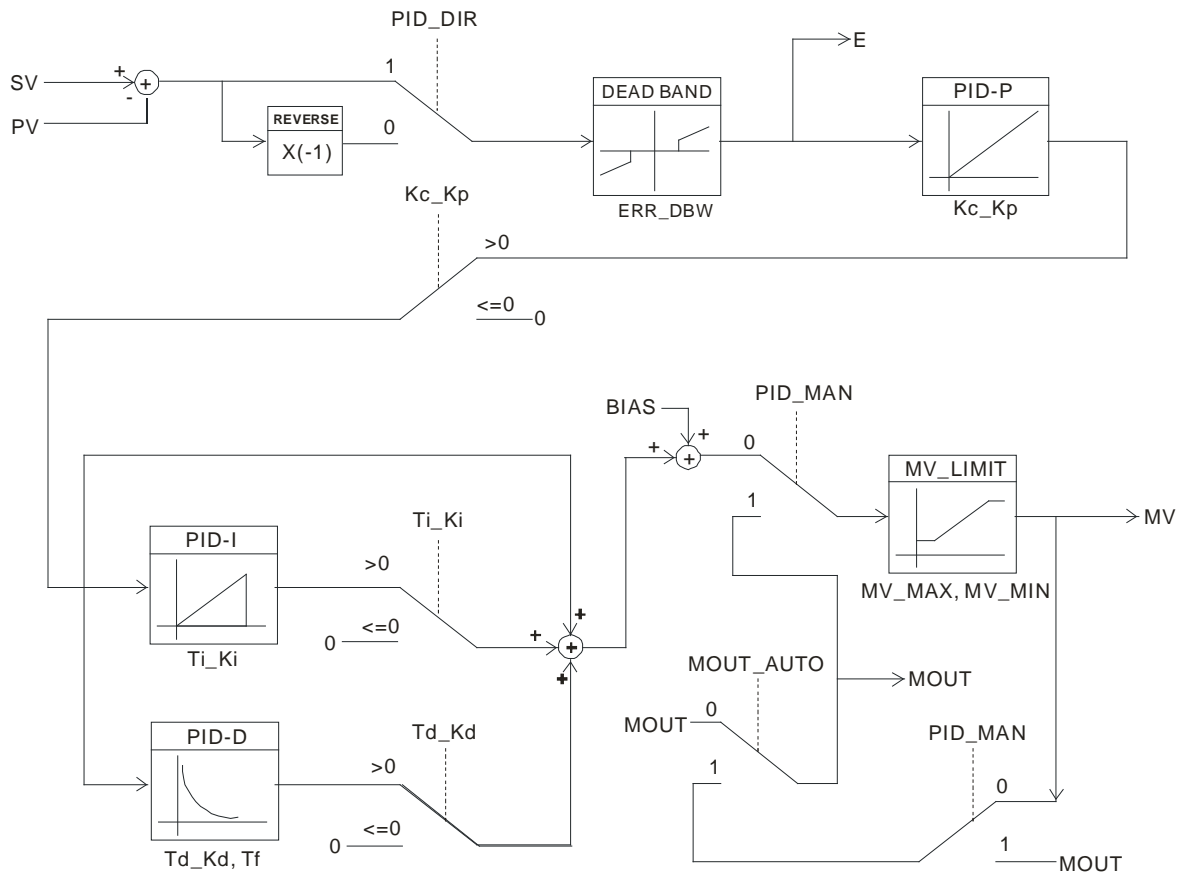 PID_DIR
SV
+
+
-
PV
1
REVERSE
X(-1)
0
DEAD BAND
ERR_DBW
E
PID-P
Kc_Kp
Kc_Kp
>0
<=0
0
BIAS
+
+
+
PID_MAN
0
1
MV_LIMIT
MV_MAX, MV_MIN
MV
PID-I
Ti_Ki
Ti_Ki
>0
<=0
0
+
+
+
+
PID-D
Td_Kd, Tf
Td_Kd
>0
<=0
0
MOUT_AUTO
MOUT
0
1
MOUT
PID_MAN
0
1
MOUT